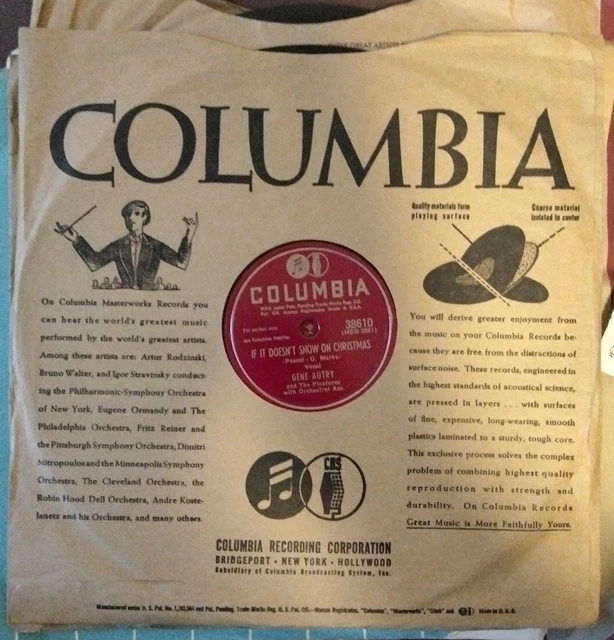 COLUMBIA
On Columbia Masterworks Records you
can hear the world's greatest music
performed by the world's greatest artists.
Among these artists are: Artur Rodzinski,
Bruno Walter, and Igor Stravinsky conduct-
ing the Philharmonic-Symphony Orchestra
of New York, Eugene Ormandy and The
Philadelphia Orchestra, Fritz Reiner and
the Pittsburgh Symphony Orchestra, Dimitri
Mitropoulos and the Minneapolis Symphony
Orchestra, The Cleveland Orchestra, the
Robin Hood Dell Orchestra, Andre Koste-
lanetz and his Orchestra, and many others.
COLUMBIA
38610
IF IT DOESN'T SNOW ON CHRISTMAS
Vocal
GENE AUTRY
and The Pinafores
with Orchestral Acc.
CBS
COLUMBIA RECORDING CORPORATION
BRIDGEPORT • NEW YORK • HOLLYWOOD
Subsidiary of Columbia Broadcasting System, Inc.
Quality materials form
playing surface
Coarse material
isolated in center
You will derive greater enjoyment from
the music on your Columbia Records be-
cause they are free from the distractions of
surface noise. These records, engineered in
the highest standards of acoustical science,
are pressed in layers . . . with surfaces
of fine, expensive, long-wearing, smooth
plastics laminated to a sturdy, tough core.
This exclusive process solves the complex
problem of combining highest quality
reproduction with strength and
durability. On Columbia Records
Great Music is More Faithfully Yours.
Made in U. S. A.